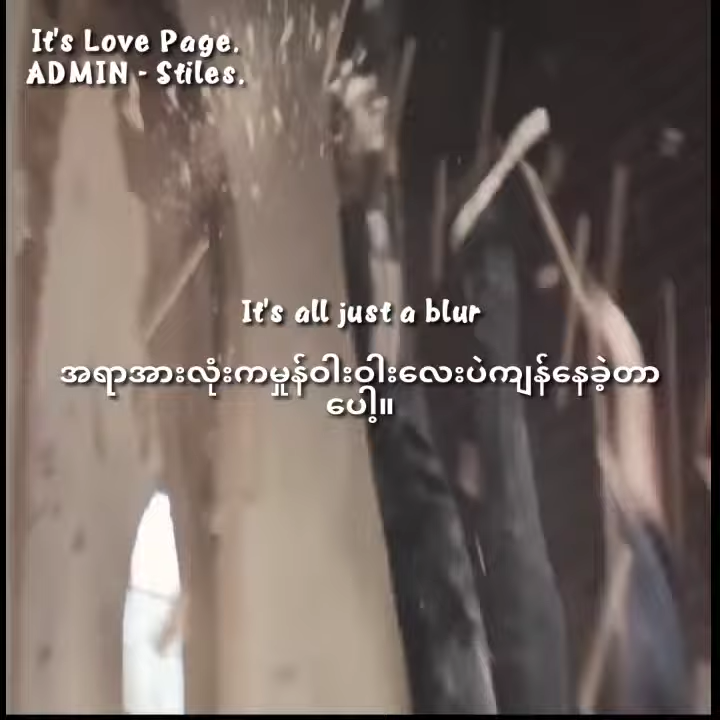 It's Love Page.
ADMIN - Stiles.
It's all just a blur
အရာအားလုံးကမှုန်ဝါးဝါးလေးပဲကျန်နေခဲ့တာ
ပေါ့။